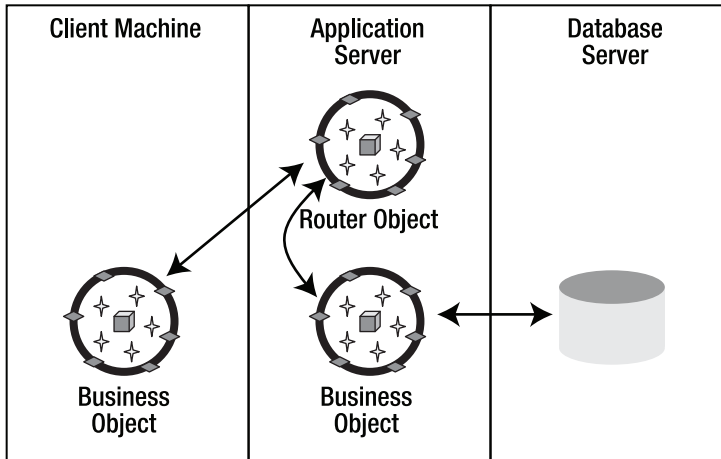 Client Machine
Application
Server
Database
Server
Router Object
Business
Object
Business
Object